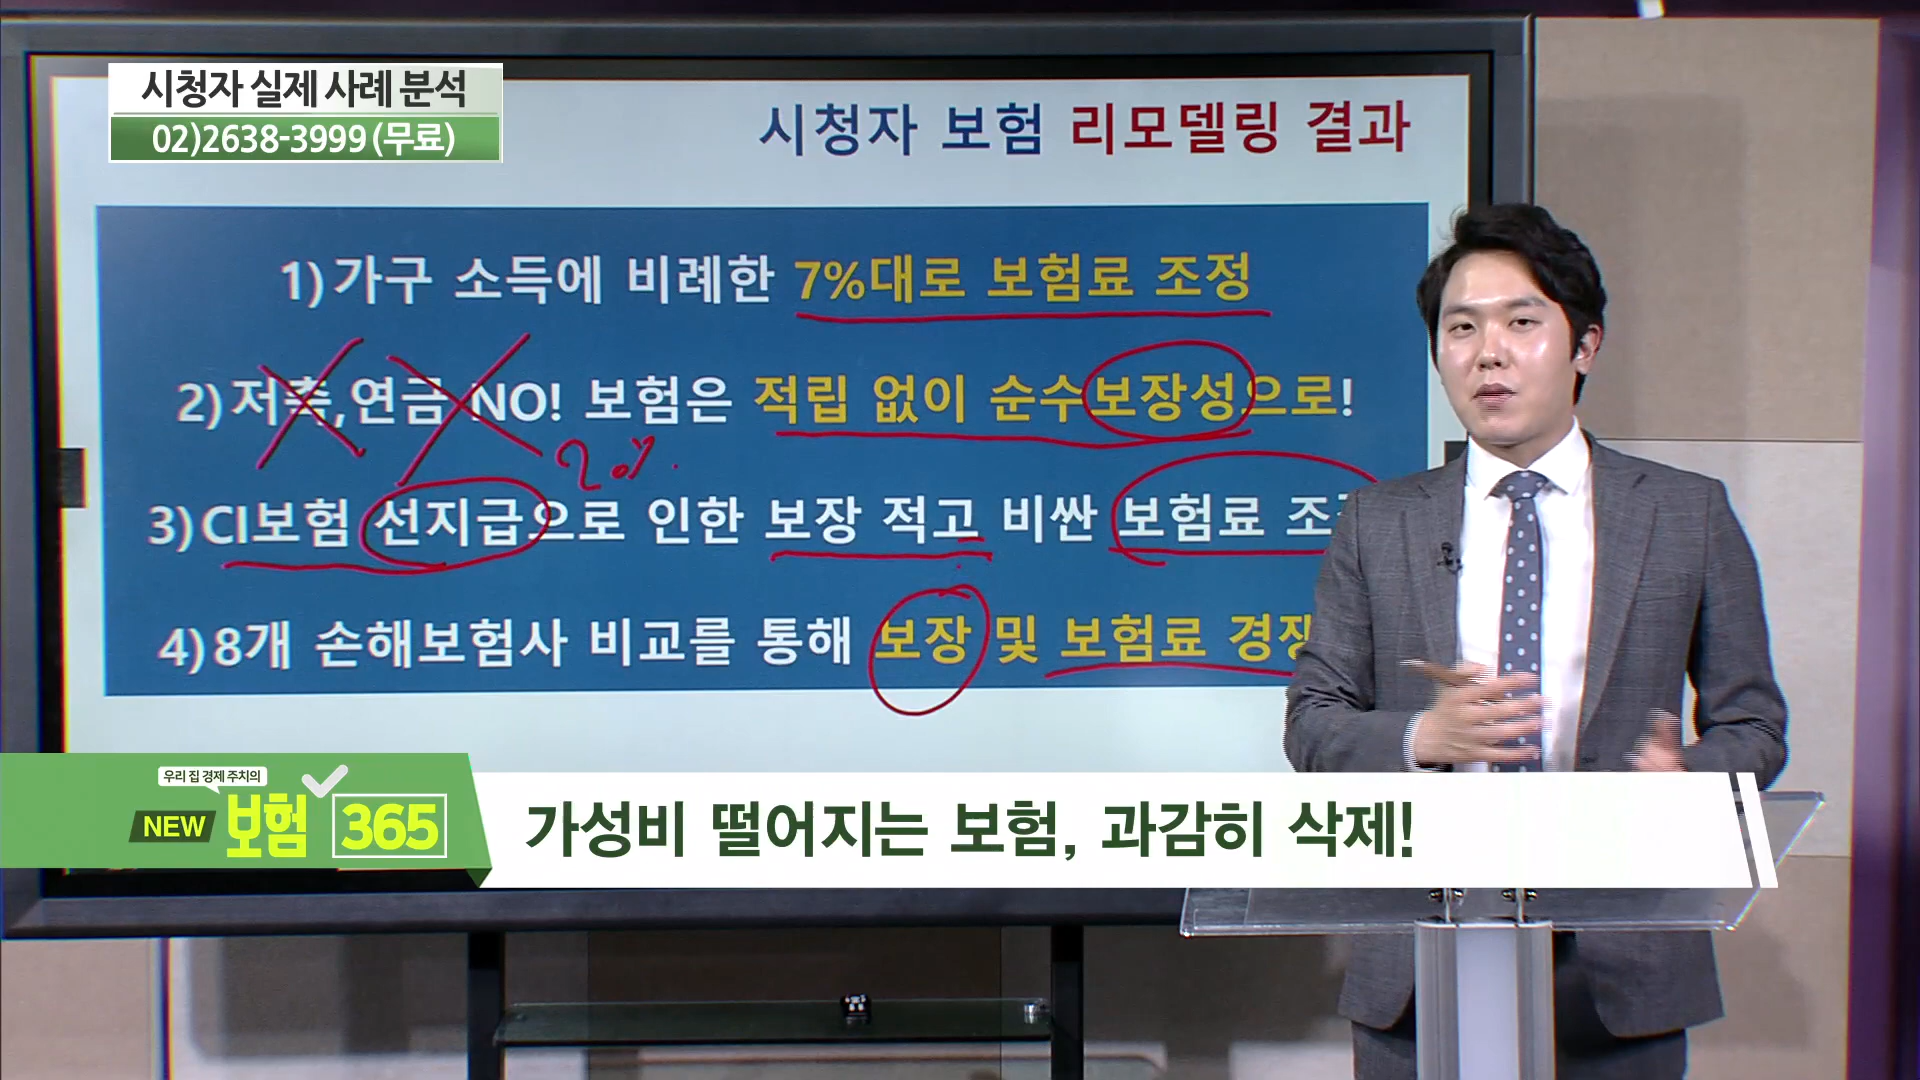 시청자 실제 사례 분석
02)2638-3999 (무료)
시청자 보험 리모델링 결과
1) 가구 소득에 비례한 7%대로 보험료 조정
2) 저축,연금 NO! 보험은 적립 없이 순수보장성으로!
20%
3) CI보험 선지급으로 인한 보장 적고 비싼 보험료
4) 8개 손해보험사 비교를 통해 보장 및 보험료
우리 집 경제 주치의
NEW 보험 365
가성비 떨어지는 보험, 과감히 삭제!